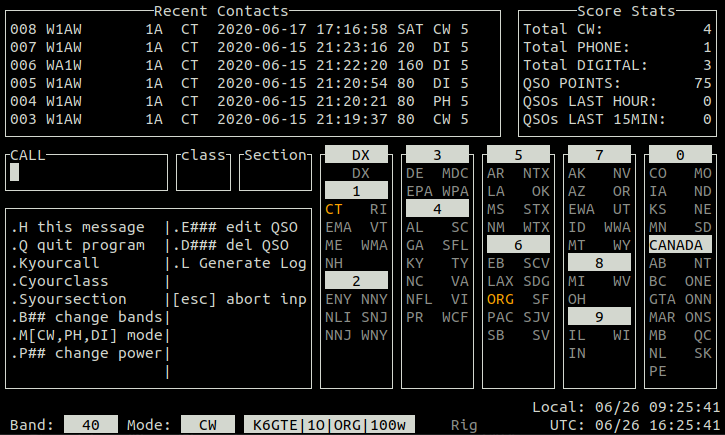 Recent Contacts
008 W1AW 1A CT 2020-06-17 17:16:58 SAT CW 5
007 W1AW 1A CT 2020-06-15 21:23:16 20 DI 5
006 WA1W 1A CT 2020-06-15 21:22:20 160 DI 5
005 W1AW 1A CT 2020-06-15 21:20:54 80 DI 5
004 W1AW 1A CT 2020-06-15 21:20:21 80 PH 5
003 W1AW 1A CT 2020-06-15 21:19:37 80 CW 5
Score Stats
Total CW: 4
Total PHONE: 1
Total DIGITAL: 3
QSO POINTS: 75
QSOs LAST HOUR: 0
QSOs LAST 15MIN: 0
CALL class Section
.H this message |.E### edit QSO
.Q quit program |.D### del QSO
.Kyourcall |.L Generate Log
.Cyourclass |
.Syoursection |[esc] abort inp
.B## change bands|
.M[CW,PH,DI] mode|
.P## change power|
|
DX
DX
1
CT RI
EMA VT
ME WMA
NH
2
ENY NNY
NLI SNJ
NNJ WNY
3
DE MDC
EPA WPA
4
AL SC
GA SFL
KY TY
NC VA
NFL VI
PR WCF
5
AR NTX
LA OK
MS STX
NM WTX
6
EB SCV
LAX SDG
ORG SF
PAC SJV
SB SV
7
AK NV
AZ OR
EWA UT
ID WWA
MT WY
8
MI WV
OH
9
IL WI
IN
0
CO MO
IA ND
KS NE
MN SD
CANADA
AB NT
BC ONE
GTA ONN
MAR ONS
MB QC
NL SK
PE
Band: 40 Mode: CW K6GTE|1O|ORG|100w Rig
Local: 06/26 09:25:41
UTC: 06/26 16:25:41